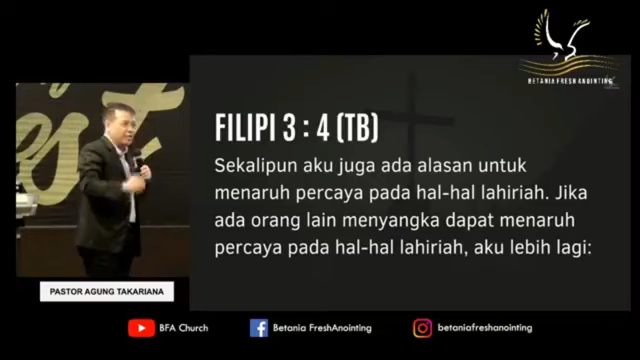 BETANIA FRESH ANOINTING
FILIPI 3 : 4 (TB)
Sekalipun aku juga ada alasan untuk
menaruh percaya pada hal-hal lahiriah. Jika
ada orang lain menyangka dapat menaruh
percaya pada hal-hal lahiriah, aku lebih lagi:
PASTOR AGUNG TAKARIANA
BFA Church
Betania FreshAnointing
betaniafreshanointing